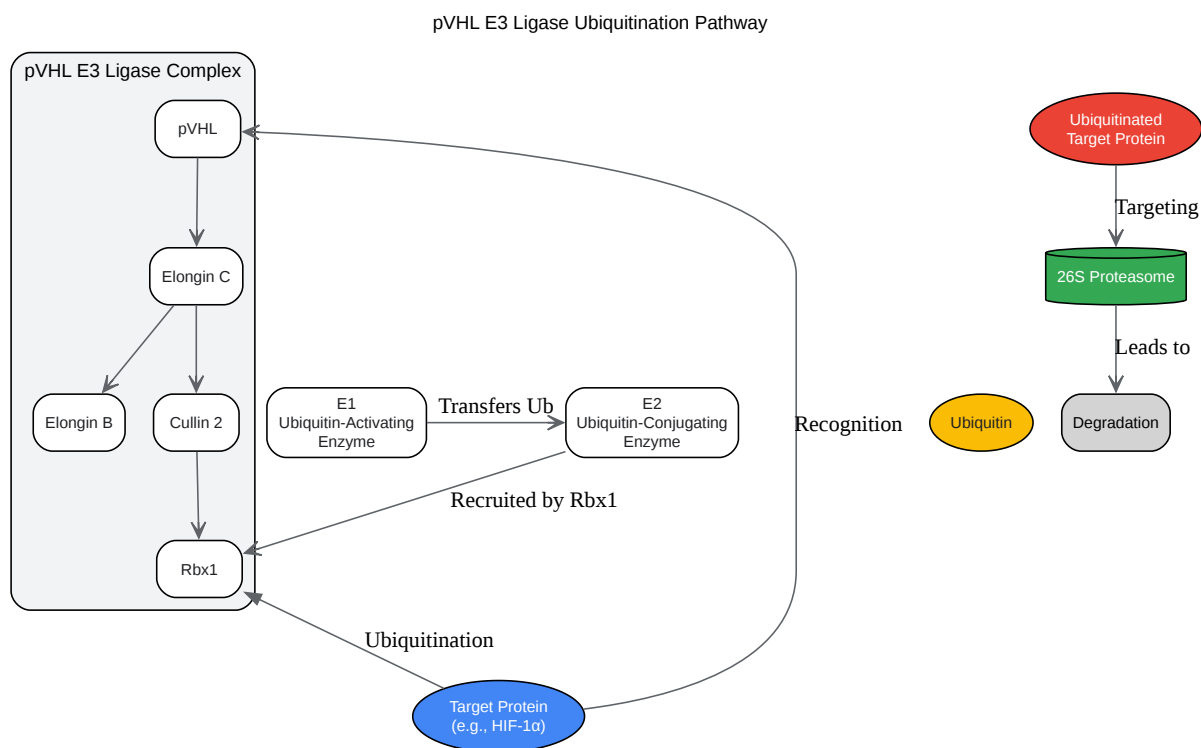 pVHL E3 Ligase Ubiquitination Pathway
pVHL E3 Ligase Complex
pVHL
Ubiquitinated
Target Protein
Targeting
Elongin C
26S Proteasome
Leads to
Elongin B
Cullin 2
E1
Ubiquitin-Activating
Enzyme
Transfers Ub
E2
Ubiquitin-Conjugating
Enzyme
Recognition
Ubiquitin
Degradation
Recruited by Rbx1
Rbx1
Ubiquitination
Target Protein
(e.g., HIF-1α)